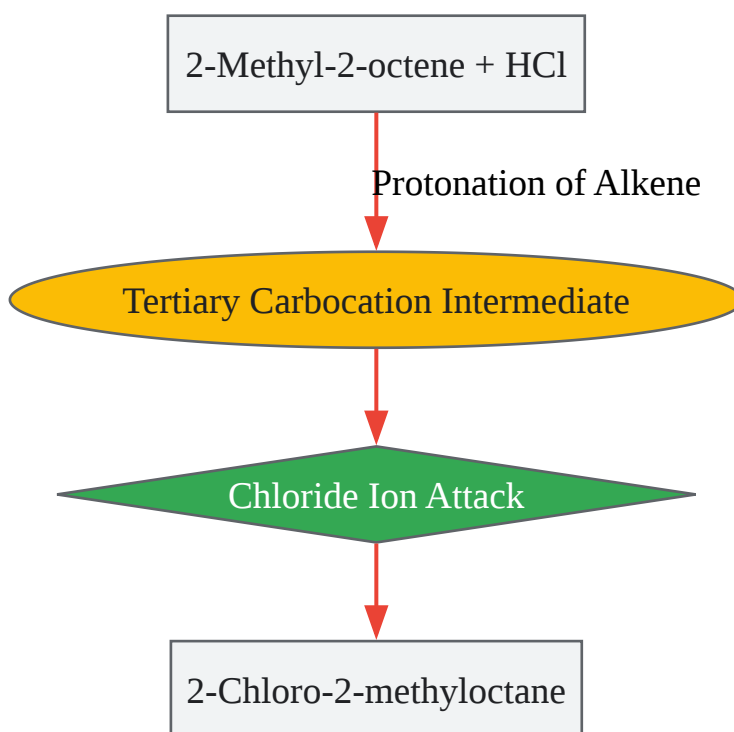 2-Methyl-2-octene + HCl
Protonation of Alkene
Tertiary Carbocation Intermediate
Chloride Ion Attack
2-Chloro-2-methyloctane